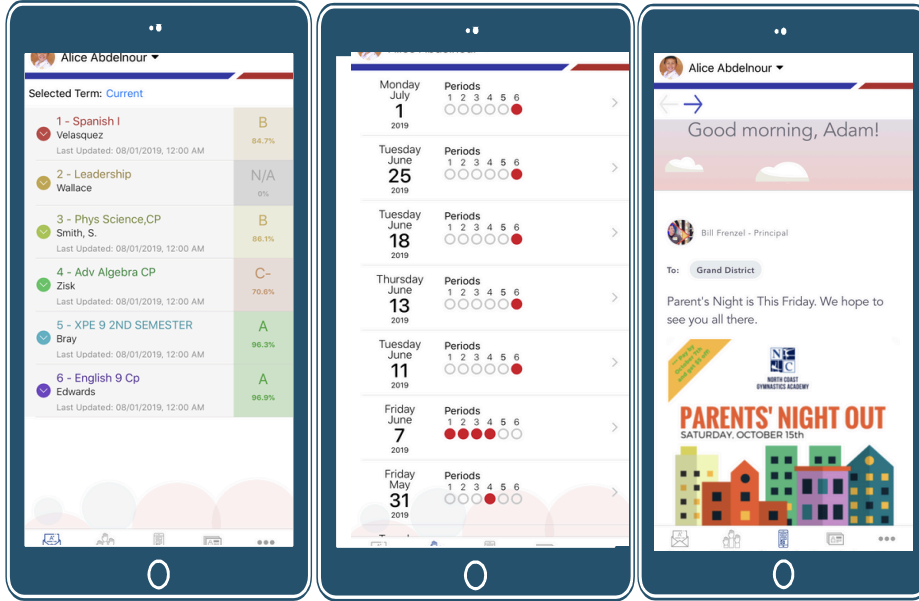 Alice Abdelnour
Selected Term: Current
1 - Spanish I
Velasquez
Last Updated: 08/01/2019, 12:00 AM
B
84.7%
2 - Leadership
Wallace
N/A
0%
3 - Phys Science,CP
Smith, S.
Last Updated: 08/01/2019, 12:00 AM
B
86.1%
4 - Adv Algebra CP
Zisk
Last Updated: 08/01/2019, 12:00 AM
C-
70.6%
5 - XPE 9 2ND SEMESTER
Bray
Last Updated: 08/01/2019, 12:00 AM
A
96.3%
6 - English 9 Cp
Edwards
Last Updated: 08/01/2019, 12:00 AM
A
96.9%
Monday
July
1
2019
Periods
1 2 3 4 5 6
Tuesday
June
25
2019
Periods
1 2 3 4 5 6
Tuesday
June
18
2019
Periods
1 2 3 4 5 6
Thursday
June
13
2019
Periods
1 2 3 4 5 6
Tuesday
June
11
2019
Periods
1 2 3 4 5 6
Friday
June
7
2019
Periods
1 2 3 4 5 6
Friday
May
31
2019
Periods
1 2 3 4 5 6
Alice Abdelnour
Good morning, Adam!
Bill Frenzel - Principal
To: Grand District
Parent's Night is This Friday. We hope to
see you all there.
NORTH COAST
GYMNASTICS ACADEMY
PARENTS' NIGHT OUT
SATURDAY, OCTOBER 15th